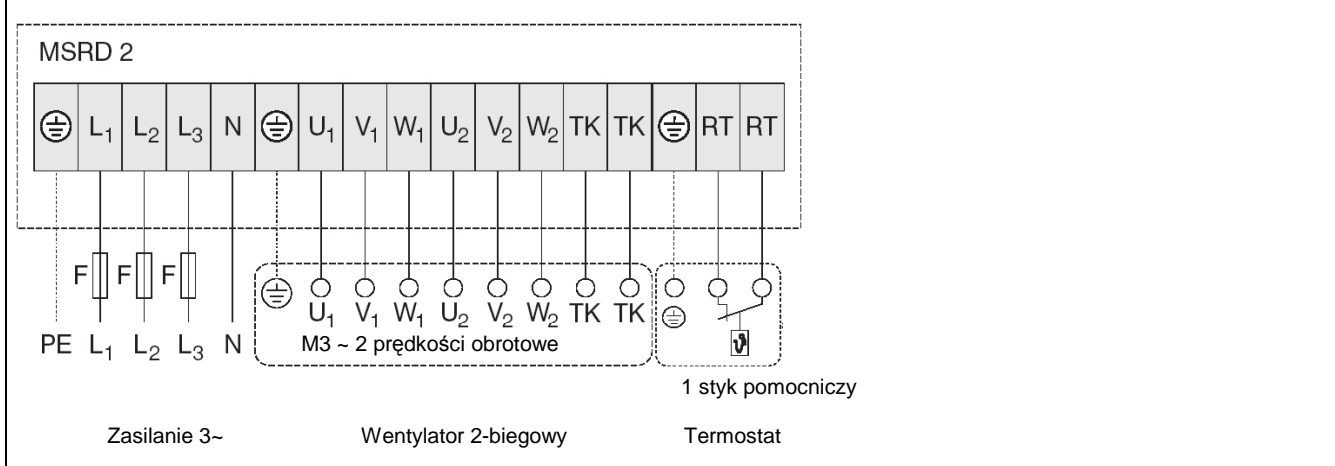 MSRD 2
L1 L2 L3 N U1 V1 W1 U2 V2 W2 TK TK RT RT
F F F
U1 V1 W1 U2 V2 W2 TK TK
PE L1 L2 L3 N
M3 ~ 2 prędkości obrotowe
ϑ
1 styk pomocniczy
Zasilanie 3~ Wentylator 2-biegowy Termostat